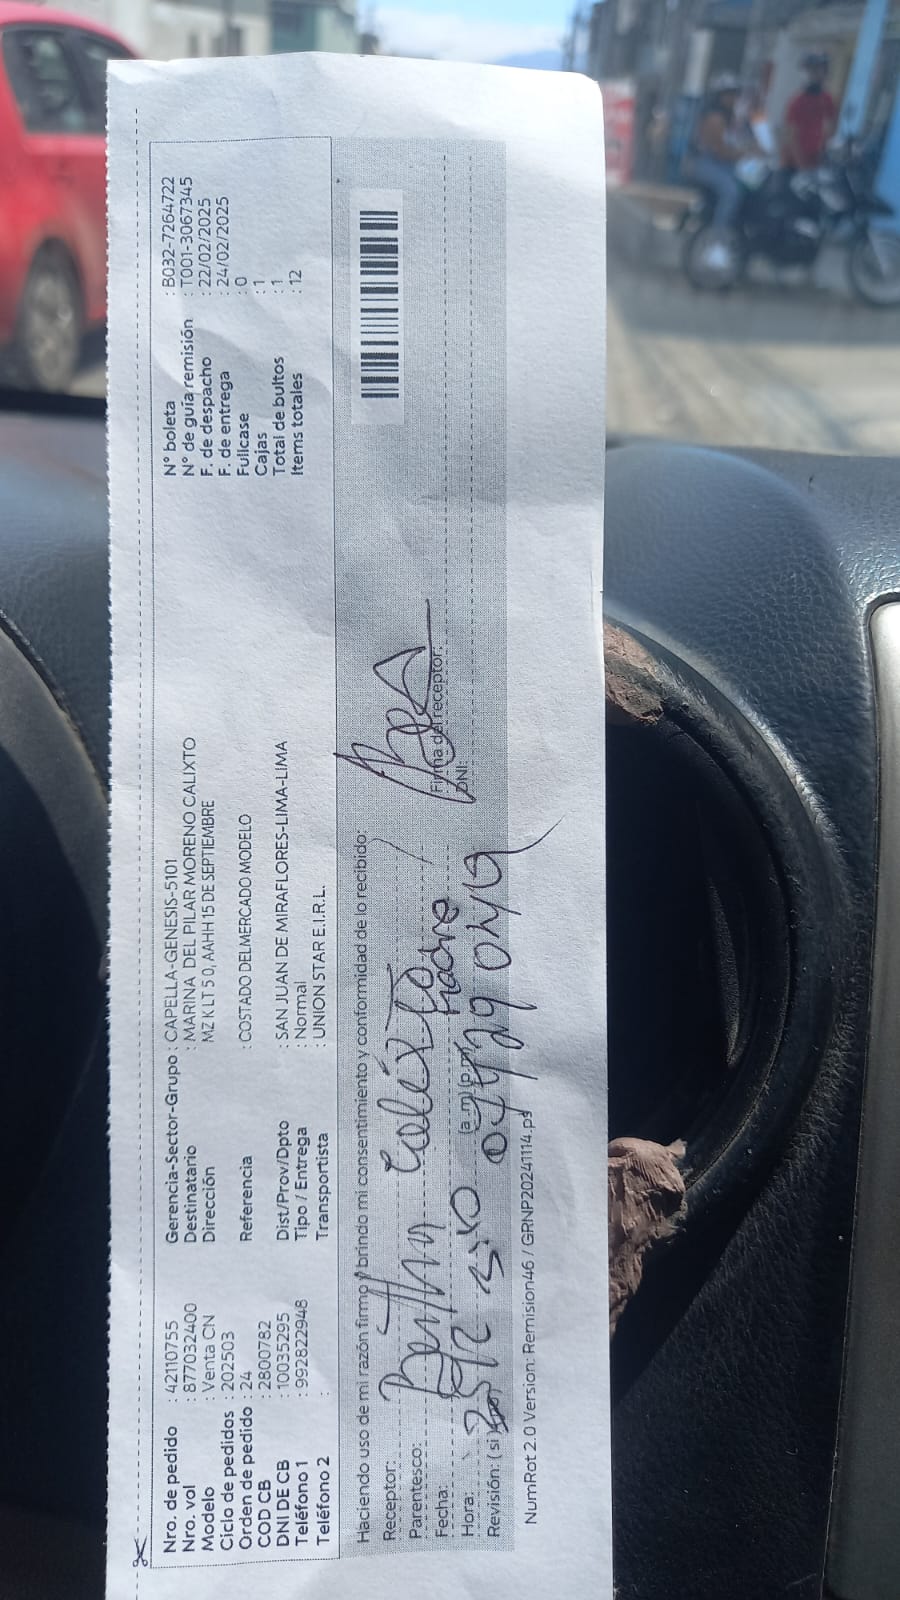 Nro. de pedido : 42110755
Nro. vol : 877032400
Modelo : Venta CN
Ciclo de pedidos : 202503
Orden de pedido : 24
COD CB : 2800782
DNI DE CB : 10035295
Teléfono 1 : 992822948
Teléfono 2 :
Gerencia-Sector-Grupo : CAPELLA-GENESIS-5101
Destinatario : MARINA DEL PILAR MORENO CALIXTO
Dirección MZ K LT 5 0, AAHH 15 DE SEPTIEMBRE
Referencia : COSTADO DELMERCADO MODELO
Dist/Prov/Dpto : SAN JUAN DE MIRAFLORES-LIMA-LIMA
Tipo / Entrega : Normal
Transportista : UNION STAR E.I.R.L.
N° boleta : B032-7264722
N° de guía remisión : T001-3067345
F. de despacho : 22/02/2025
F. de entrega : 24/02/2025
Fullcase : 0
Cajas : 1
Total de bultos : 1
Items totales : 12
Haciendo uso de mi razón firmo y brindo mi consentimiento y conformidad de lo recibido:
Receptor: Bertha Calixto
Parentesco: Madre
Firma del receptor:
Fecha: 25/2
DNI:
Hora: (a.m) (p.m)
Revisión: (si)
NumRot 2.0 Version: Remision46 / GRNP20241114.ps